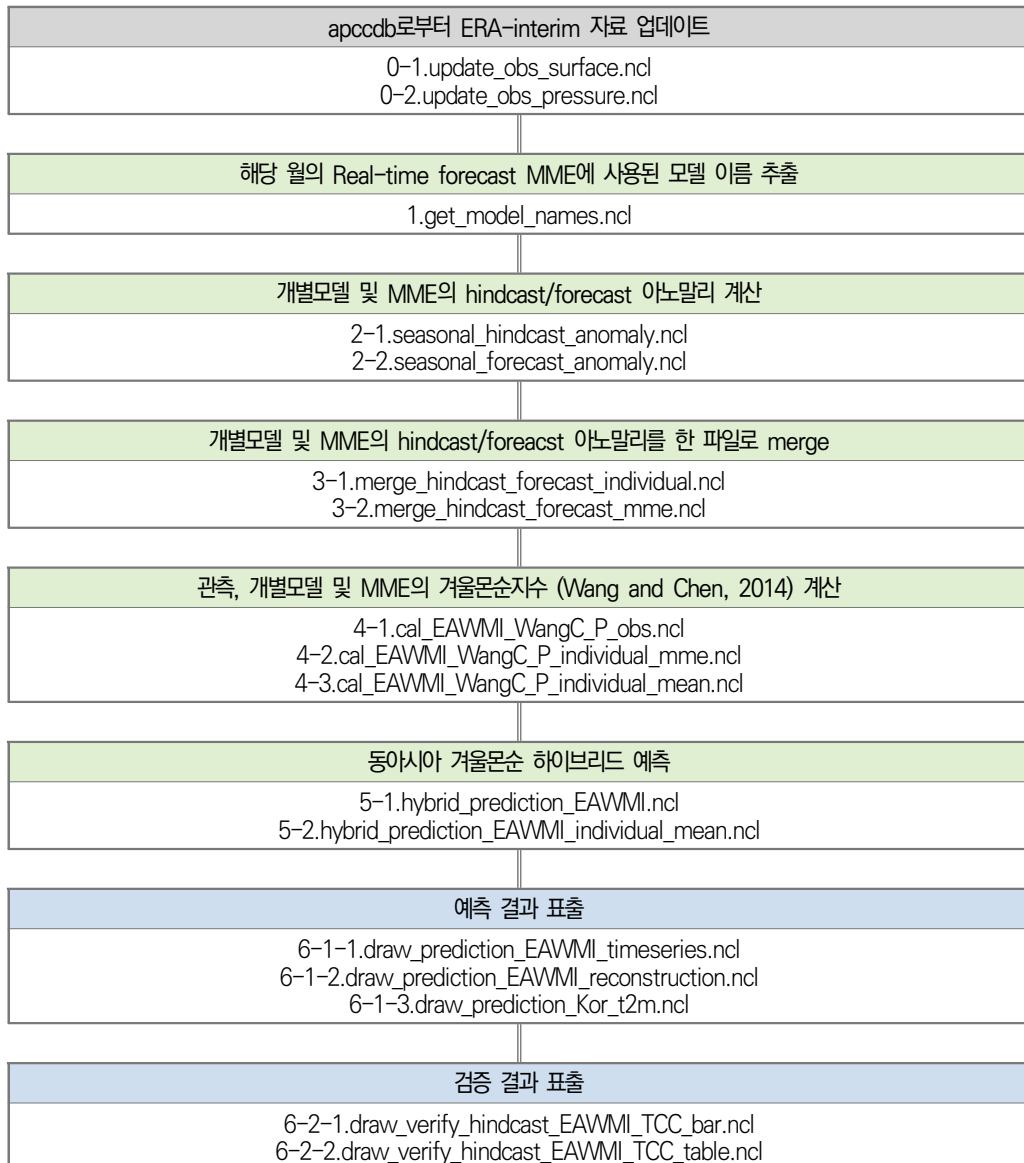 apccdb로부터 ERA-interim 자료 업데이트
0-1.update_obs_surface.ncl
0-2.update_obs_pressure.ncl
해당 월의 Real-time forecast MME에 사용된 모델 이름 추출
1.get_model_names.ncl
개별모델 및 MME의 hindcast/forecast 아노말리 계산
2-1.seasonal_hindcast_anomaly.ncl
2-2.seasonal_forecast_anomaly.ncl
개별모델 및 MME의 hindcast/foreacst 아노말리를 한 파일로 merge
3-1.merge_hindcast_forecast_individual.ncl
3-2.merge_hindcast_forecast_mme.ncl
관측, 개별모델 및 MME의 겨울몬순지수 (Wang and Chen, 2014) 계산
4-1.cal_EAWMI_WangC_P_obs.ncl
4-2.cal_EAWMI_WangC_P_individual_mme.ncl
4-3.cal_EAWMI_WangC_P_individual_mean.ncl
동아시아 겨울몬순 하이브리드 예측
5-1.hybrid_prediction_EAWMI.ncl
5-2.hybrid_prediction_EAWMI_individual_mean.ncl
예측 결과 표출
6-1-1.draw_prediction_EAWMI_timeseries.ncl
6-1-2.draw_prediction_EAWMI_reconstruction.ncl
6-1-3.draw_prediction_Kor_t2m.ncl
검증 결과 표출
6-2-1.draw_verify_hindcast_EAWMI_TCC_bar.ncl
6-2-2.draw_verify_hindcast_EAWMI_TCC_table.ncl